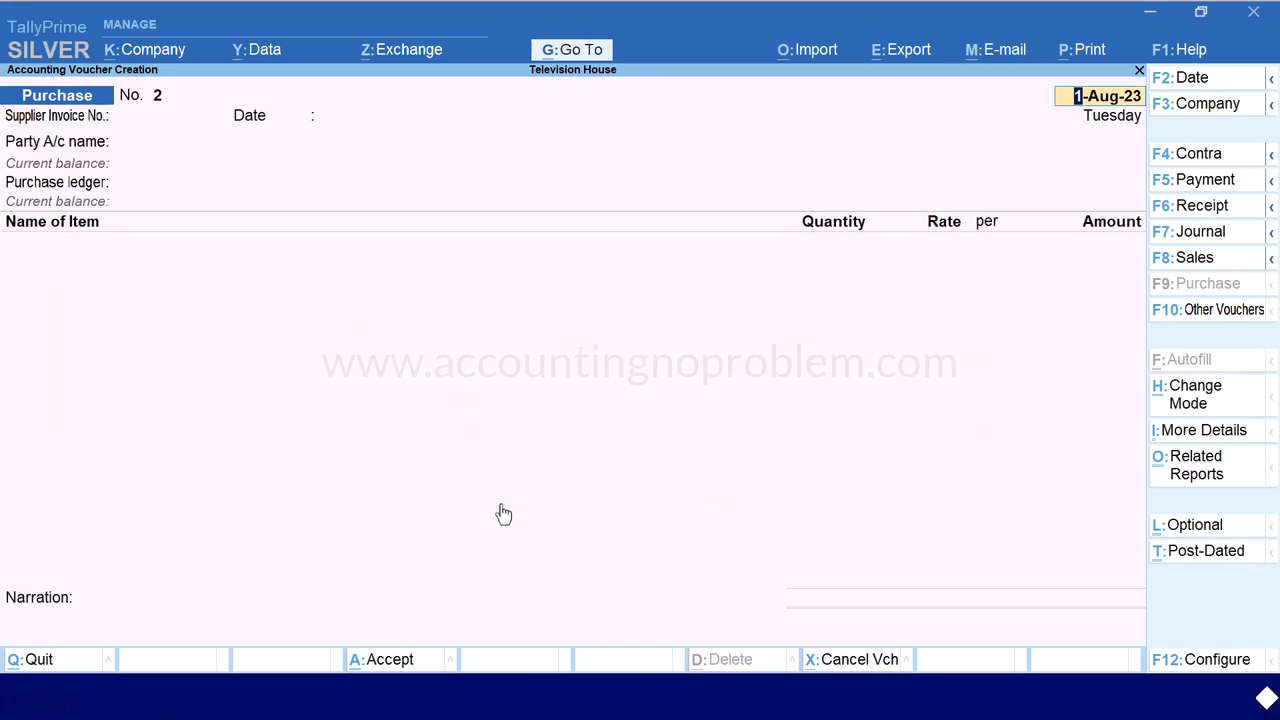 TallyPrime MANAGE
SILVER K:Company Y:Data Z:Exchange G:Go To O:Import E:Export M:E-mail P:Print F1:Help
Accounting Voucher Creation Television House
Purchase No. 2 1-Aug-23
Supplier Invoice No.: Date : Tuesday
Party A/c name:
Current balance:
Purchase ledger:
Current balance:
Name of Item Quantity Rate per Amount
www.accountingnoproblem.com
Narration:
Q:Quit A:Accept D:Delete X:Cancel Vch F12:Configure
F2:Date
F3:Company
F4:Contra
F5:Payment
F6:Receipt
F7:Journal
F8:Sales
F9:Purchase
F10:Other Vouchers
F:Autofill
H:Change
Mode
I:More Details
O:Related
Reports
L:Optional
T:Post-Dated